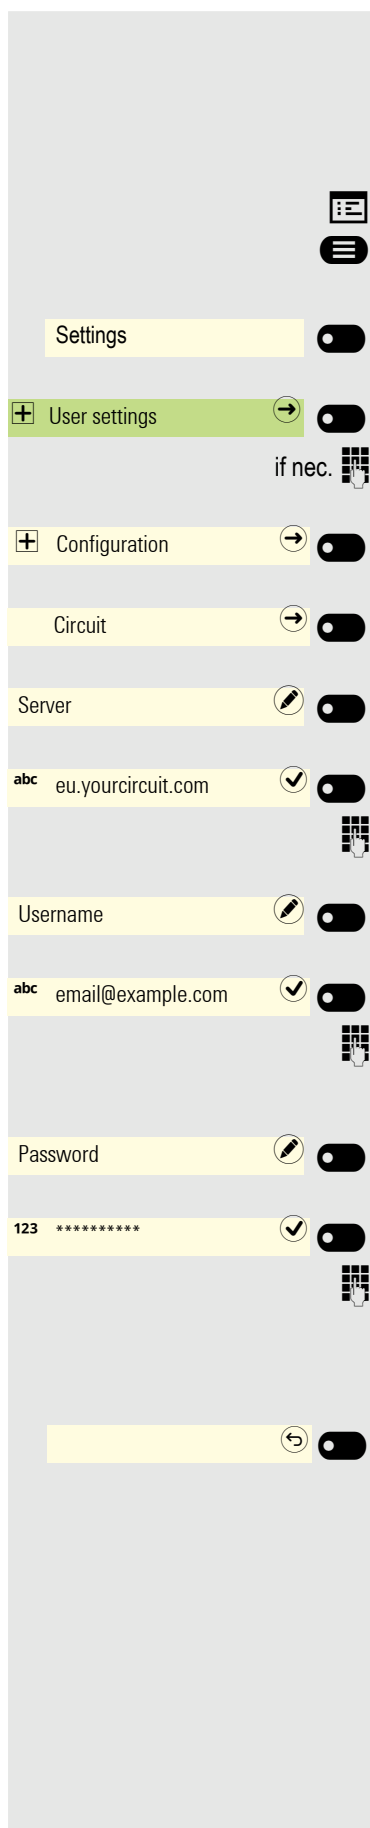 Settings
User settings
if nec.
Configuration
Circuit
Server
abc eu.yourcircuit.com
Username
abc email@example.com
Password
123 **********